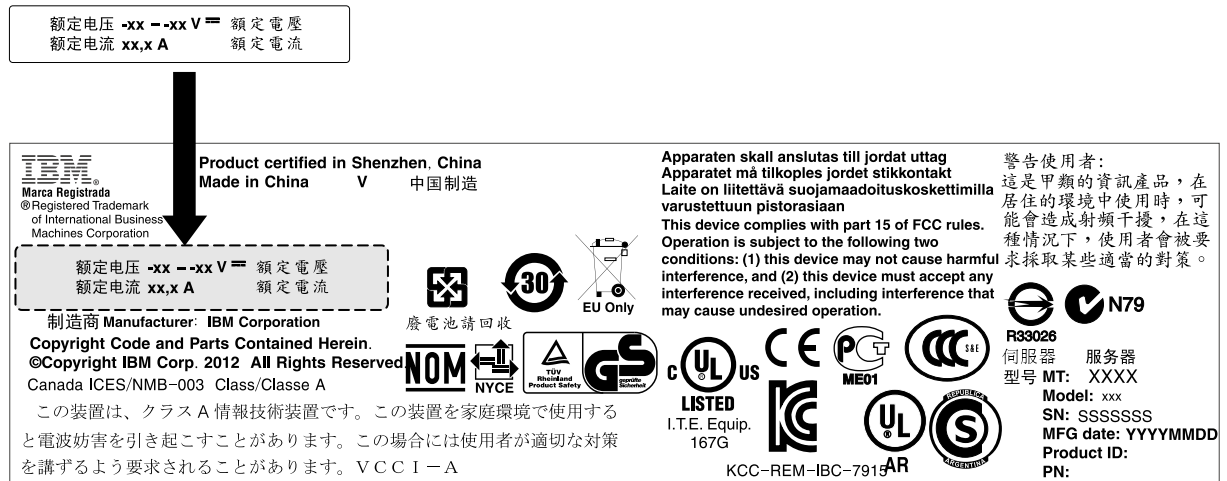 额定电压 -xx – -xx V 額定電壓
额定电流 xx,x A 額定電流
IBM®
Marca Registrada
® Registered Trademark
of International Business
Machines Corporation
Product certified in Shenzhen, China
Made in China V 中国制造
额定电压 -xx – -xx V 額定電壓
额定电流 xx,x A 額定電流
制造商 Manufacturer: IBM Corporation
Copyright Code and Parts Contained Herein.
©Copyright IBM Corp. 2012 All Rights Reserved
Canada ICES/NMB-003 Class/Classe A
この装置は、クラスA情報技術装置です。この装置を家庭環境で使用する
と電波妨害を引き起こすことがあります。この場合には使用者が適切な対策
を講ずるよう要求されることがあります。VCCI-A
廢電池請回收
30
EU Only
NOM
NYCE
TÜV
Rheinland
Product Safety
GS
geprüfte
Sicherheit
Apparaten skall anslutas till jordat uttag
Apparatet må tilkoples jordet stikkontakt
Laite on liitettävä suojamaadoituskoskettimilla
varustettuun pistorasiaan
This device complies with part 15 of FCC rules.
Operation is subject to the following two
conditions: (1) this device may not cause harmful
interference, and (2) this device must accept any
interference received, including interference that
may cause undesired operation.
C UL US
®
LISTED
I.T.E. Equip.
167G
CE
PCT
ME01
CCC S&E
KCC-REM-IBC-7915
UL
®
AR
REPUBLICA
S
ARGENTINA
警告使用者:
這是甲類的資訊產品，在
居住的環境中使用時，可
能會造成射頻干擾，在這
種情況下，使用者會被要
求採取某些適當的對策。
R33026
N79
伺服器 服务器
型号 MT: XXXX
Model: xxx
SN: SSSSSSS
MFG date: YYYYMMDD
Product ID:
PN: